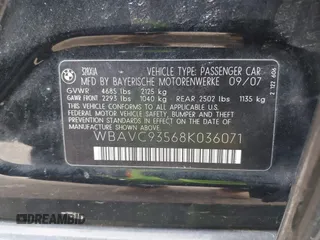 328XIA VEHICLE TYPE: PASSENGER CAR
MFD BY BAYERISCHE MOTORENWERKE 09/07
GVWR 4685 lbs 2125 kg
GAWR FRONT 2293 lbs 1040 kg REAR 2502 lbs 1135 kg
THIS VEHICLE CONFORMS TO ALL APPLICABLE FEDERAL MOTOR VEHICLE
SAFETY, BUMPER AND THEFT PREVENTION STANDARDS IN
EFFECT ON THE DATE OF MANUFACTURE SHOWN ABOVE.
WBAVC93568K036071
DREAMBID